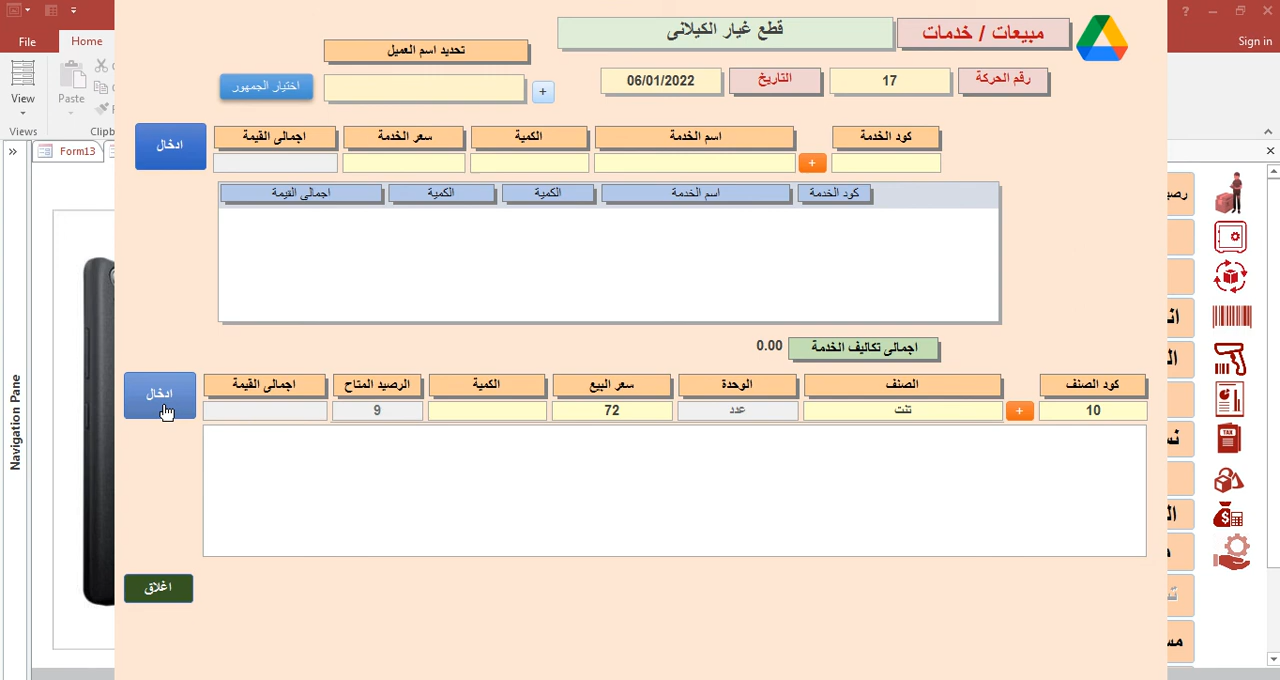 File
Home
?
Sign in
View
Paste
Views
Clipb
Form13
Navigation Pane
مبيعات / خدمات
قطع غيار الكيلانى
تحديد اسم العميل
رقم الحركة
17
التاريخ
06/01/2022
+
اختيار الجمهور
كود الخدمة
اسم الخدمة
الكمية
سعر الخدمة
اجمالى القيمة
ادخال
+
كود الخدمة
اسم الخدمة
الكمية
الكمية
اجمالى القيمة
اجمالى تكاليف الخدمة
0.00
كود الصنف
الصنف
الوحدة
سعر البيع
الكمية
الرصيد المتاح
اجمالى القيمة
ادخال
10
+
تنت
عدد
72
9
اغلاق
TAX